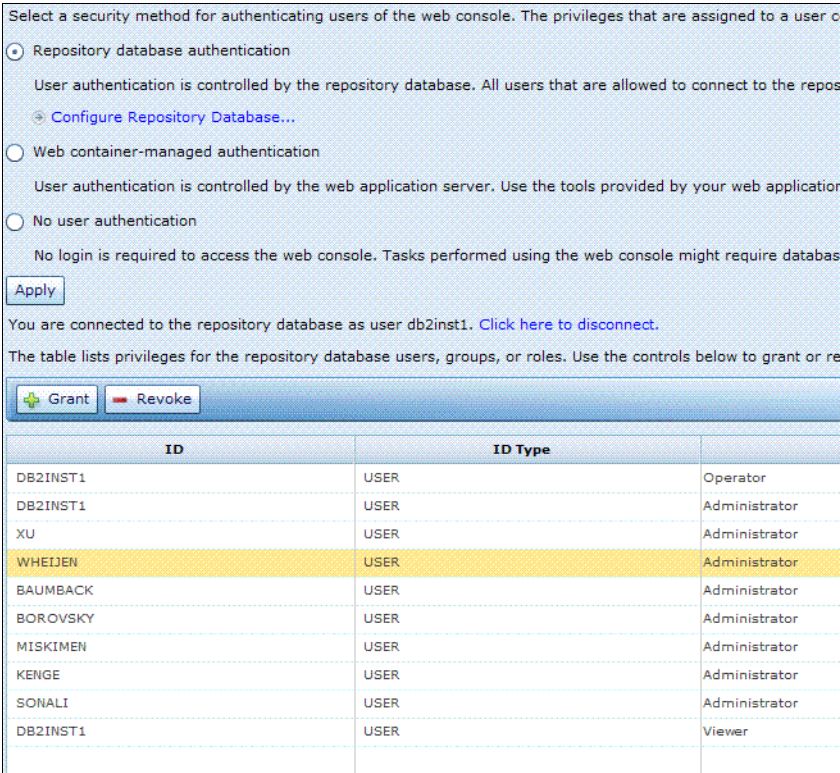 Select a security method for authenticating users of the web console. The privileges that are assigned to a user
Repository database authentication
User authentication is controlled by the repository database. All users that are allowed to connect to the
Configure Repository Database...
Web container-managed authentication
User authentication is controlled by the web application server. Use the tools provided by your web application
No user authentication
No login is required to access the web console. Tasks performed using the web console might require
Apply
You are connected to the repository database as user db2inst1. Click here to disconnect.
The table lists privileges for the repository database users, groups, or roles. Use the controls below to grant or
Grant Revoke
ID ID Type
DB2INST1 USER Operator
DB2INST1 USER Administrator
XU USER Administrator
WHEIJEN USER Administrator
BAUMBACK USER Administrator
BOROVSKY USER Administrator
MISKIMEN USER Administrator
KENGE USER Administrator
SONALI USER Administrator
DB2INST1 USER Viewer